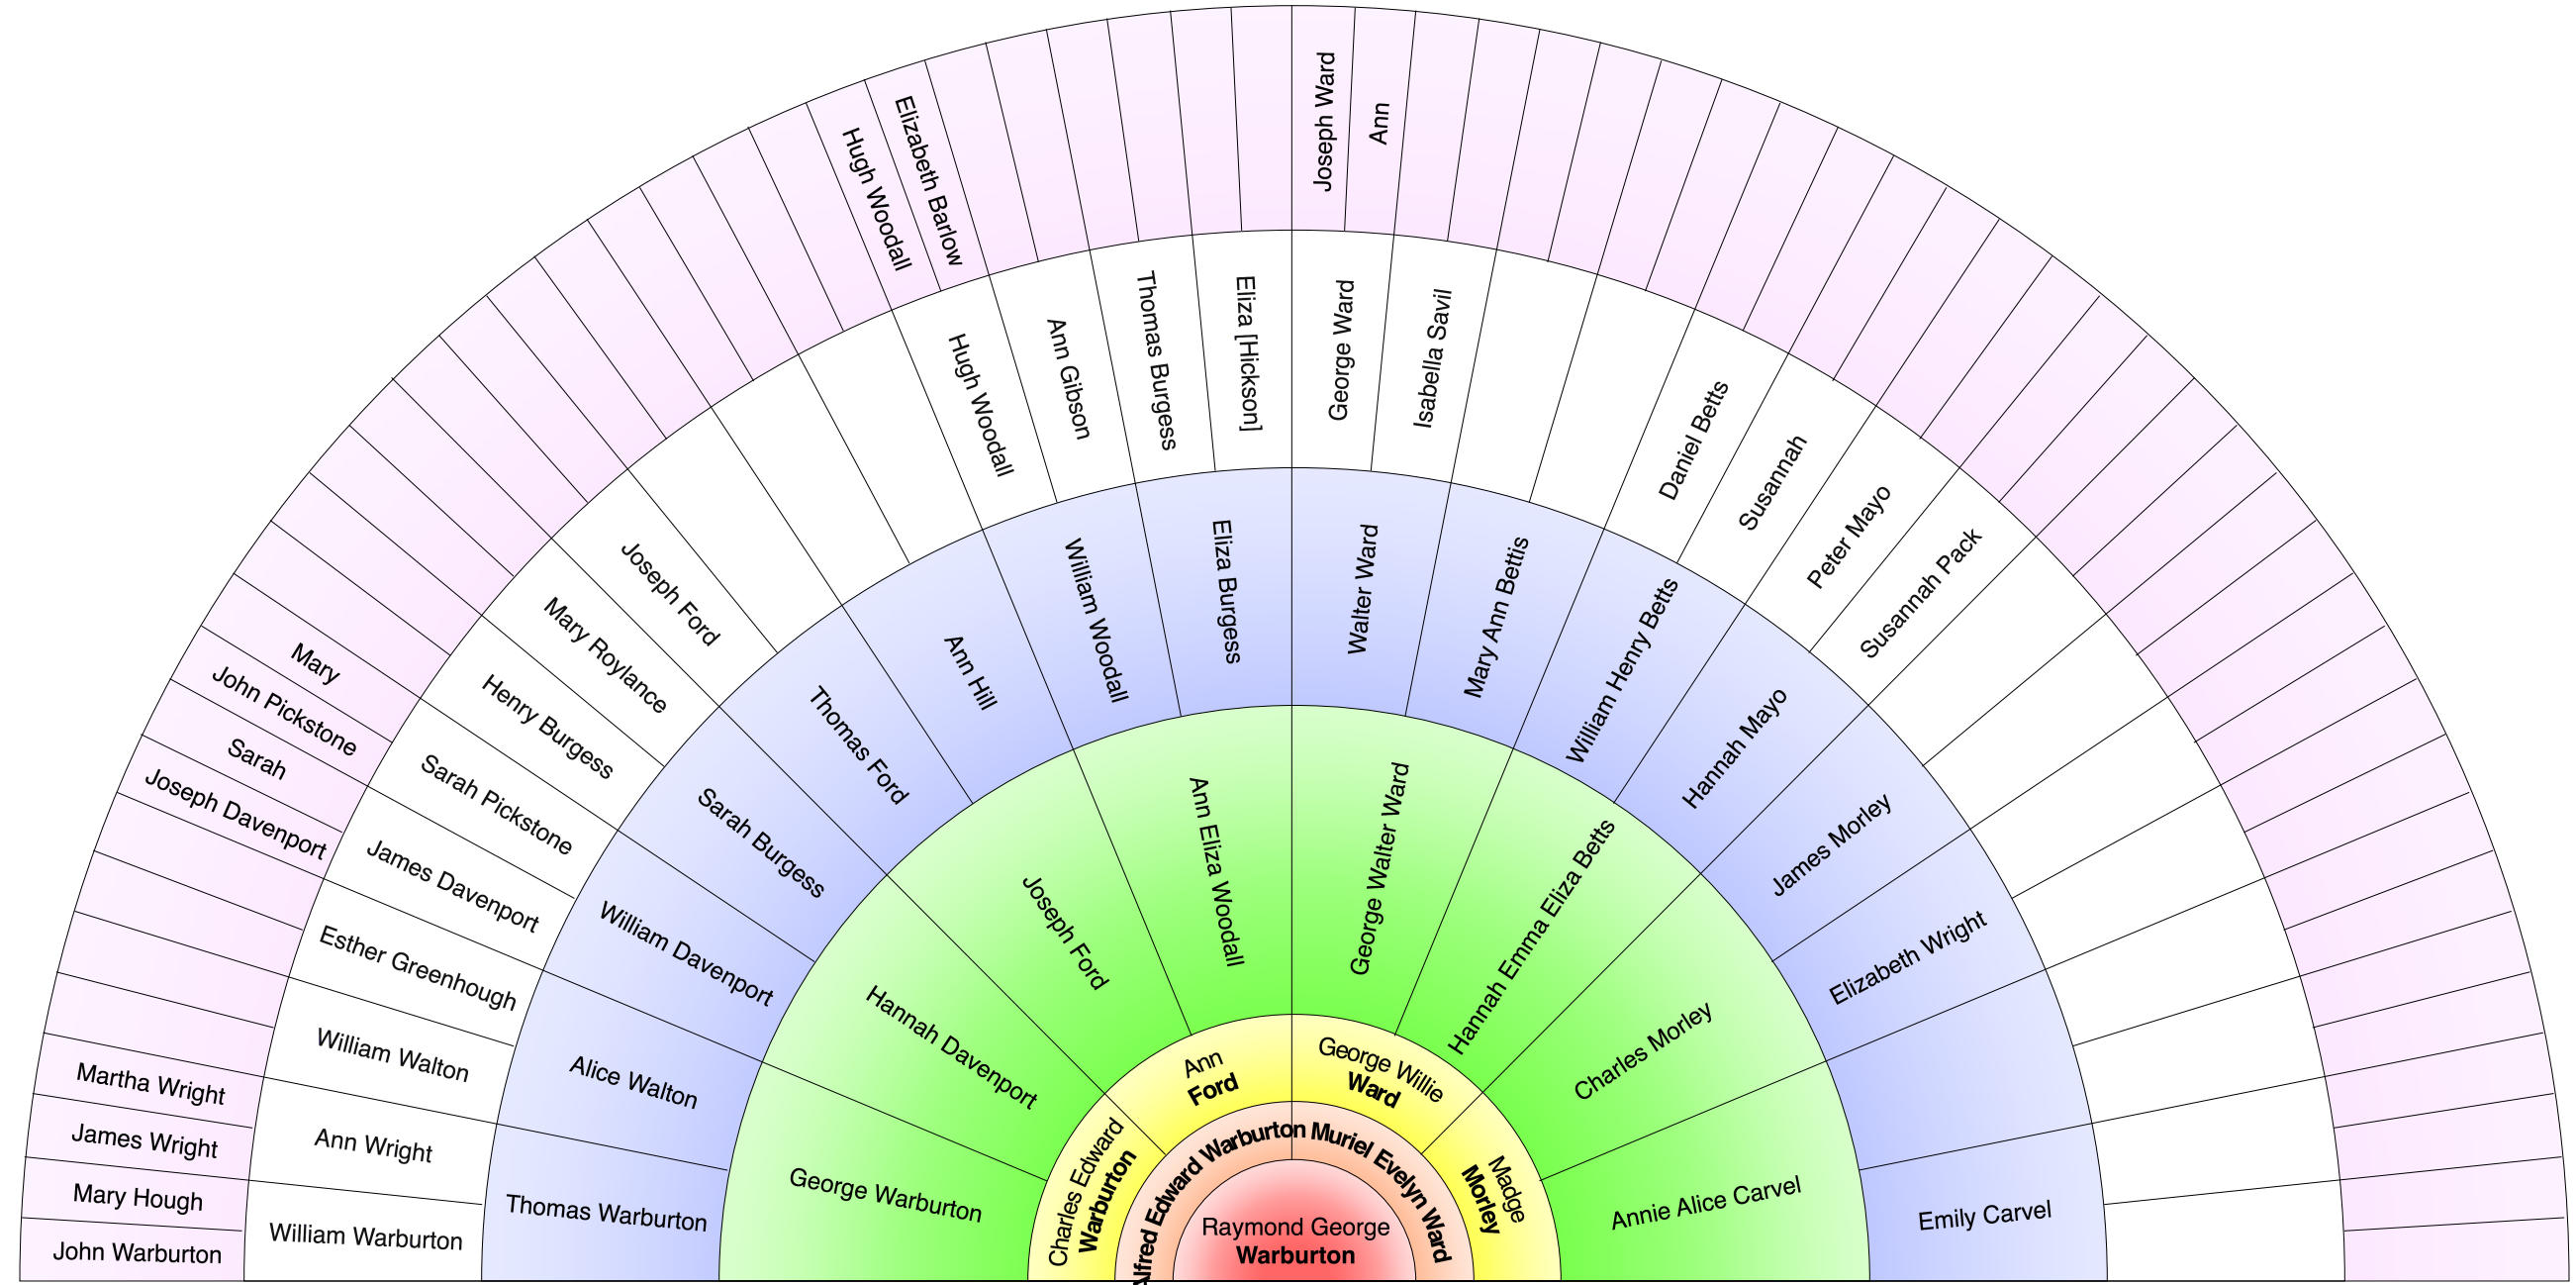 Joseph Ward
Ann
Hugh Woodall
Elizabeth Barlow
Mary
John Pickstone
Sarah
Joseph Davenport
Martha Wright
James Wright
Mary Hough
John Warburton
Thomas Burgess
Eliza [Hickson]
George Ward
Isabella Savil
Hugh Woodall
Ann Gibson
Daniel Betts
Susannah
Peter Mayo
Susannah Pack
Joseph Ford
Mary Roylance
Henry Burgess
Sarah Pickstone
James Davenport
Esther Greenhough
William Walton
Ann Wright
William Warburton
Eliza Burgess
Walter Ward
William Woodall
Mary Ann Bettis
Ann Hill
William Henry Betts
Thomas Ford
Hannah Mayo
Sarah Burgess
James Morley
William Davenport
Elizabeth Wright
Alice Walton
Thomas Warburton
Emily Carvel
Ann Eliza Woodall
George Walter Ward
Joseph Ford
Hannah Emma Eliza Betts
Hannah Davenport
Charles Morley
George Warburton
Annie Alice Carvel
Ann
Ford
George Willie
Ward
Charles Edward
Warburton
Madge
Morley
Alfred Edward Warburton
Muriel Evelyn Ward
Raymond George
Warburton